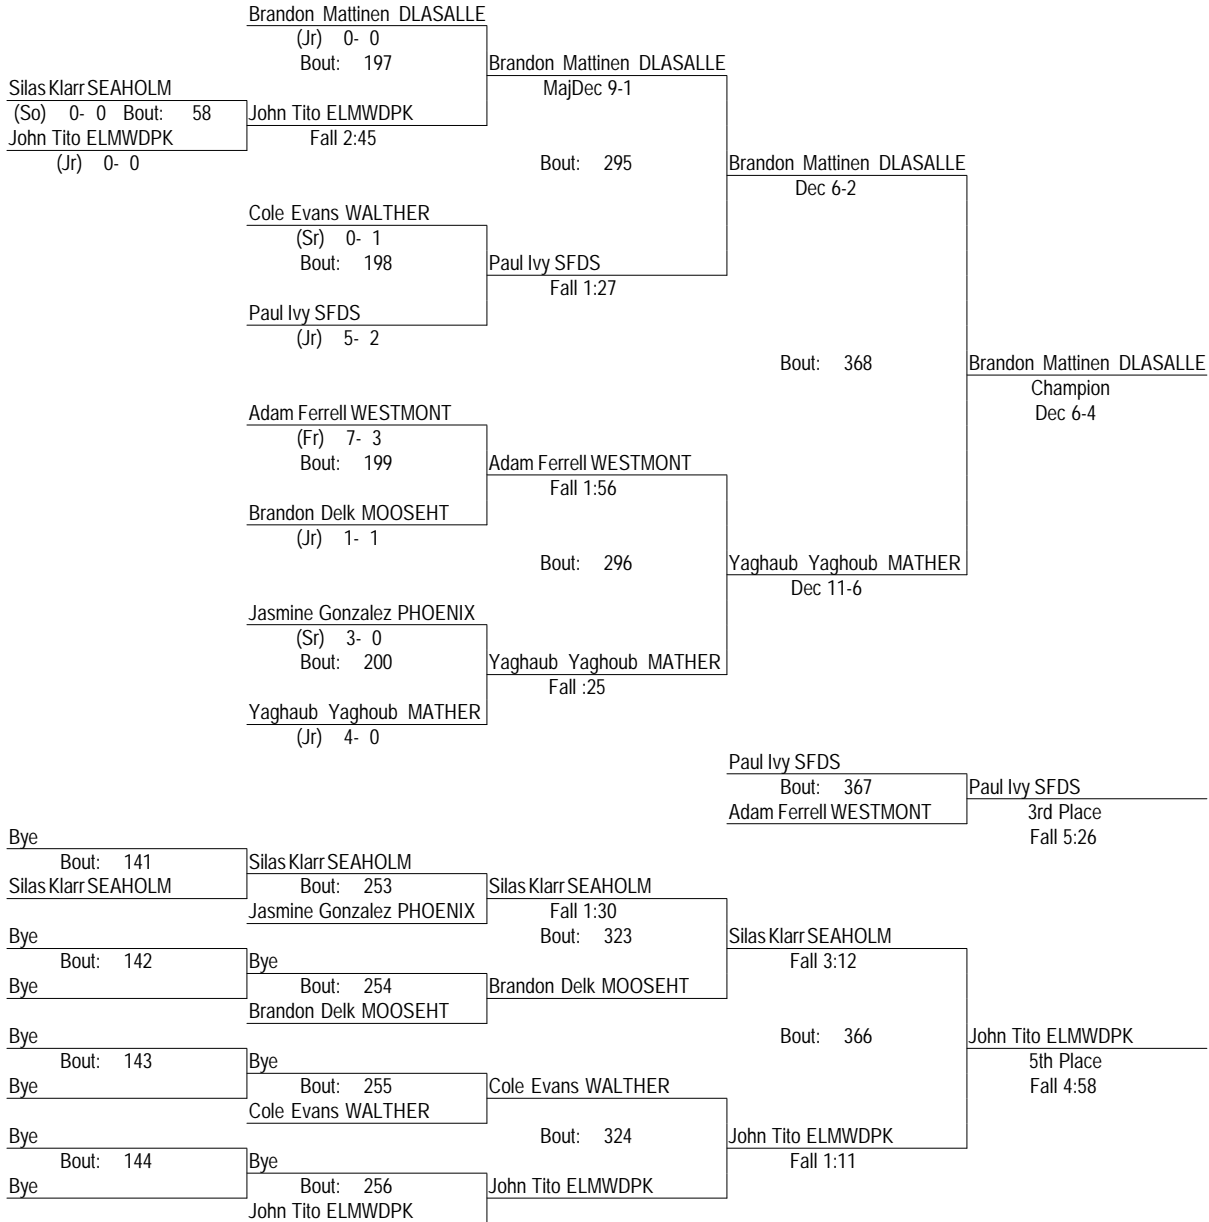 Brandon Mattinen DLASALLE
(Jr) 0- 0
Bout: 197
Brandon Mattinen DLASALLE
Silas Klarr SEAHOLM
MajDec 9-1
(So) 0- 0 Bout: 58
John Tito ELMWDPK
John Tito ELMWDPK
Fall 2:45
(Jr) 0- 0
Bout: 295
Brandon Mattinen DLASALLE
Dec 6-2
Cole Evans WALTHER
(Sr) 0- 1
Bout: 198
Paul Ivy SFDS
Fall 1:27
Paul Ivy SFDS
(Jr) 5- 2
Bout: 368
Brandon Mattinen DLASALLE
Champion
Dec 6-4
Adam Ferrell WESTMONT
(Fr) 7- 3
Bout: 199
Adam Ferrell WESTMONT
Fall 1:56
Brandon Delk MOOSEHT
(Jr) 1- 1
Bout: 296
Yaghaub Yaghoub MATHER
Dec 11-6
Jasmine Gonzalez PHOENIX
(Sr) 3- 0
Bout: 200
Yaghaub Yaghoub MATHER
Fall :25
Yaghaub Yaghoub MATHER
(Jr) 4- 0
Paul Ivy SFDS
Bout: 367
Paul Ivy SFDS
Adam Ferrell WESTMONT
3rd Place
Fall 5:26
Bye
Bout: 141
Silas Klarr SEAHOLM
Silas Klarr SEAHOLM
Bout: 253
Silas Klarr SEAHOLM
Jasmine Gonzalez PHOENIX
Fall 1:30
Bye
Bout: 323
Silas Klarr SEAHOLM
Bout: 142
Bye
Fall 3:12
Bye
Bout: 254
Brandon Delk MOOSEHT
Brandon Delk MOOSEHT
Bye
Bout: 366
John Tito ELMWDPK
Bout: 143
Bye
5th Place
Bye
Bout: 255
Cole Evans WALTHER
Fall 4:58
Cole Evans WALTHER
Bye
Bout: 324
John Tito ELMWDPK
Bout: 144
Bye
Fall 1:11
Bye
Bout: 256
John Tito ELMWDPK
John Tito ELMWDPK